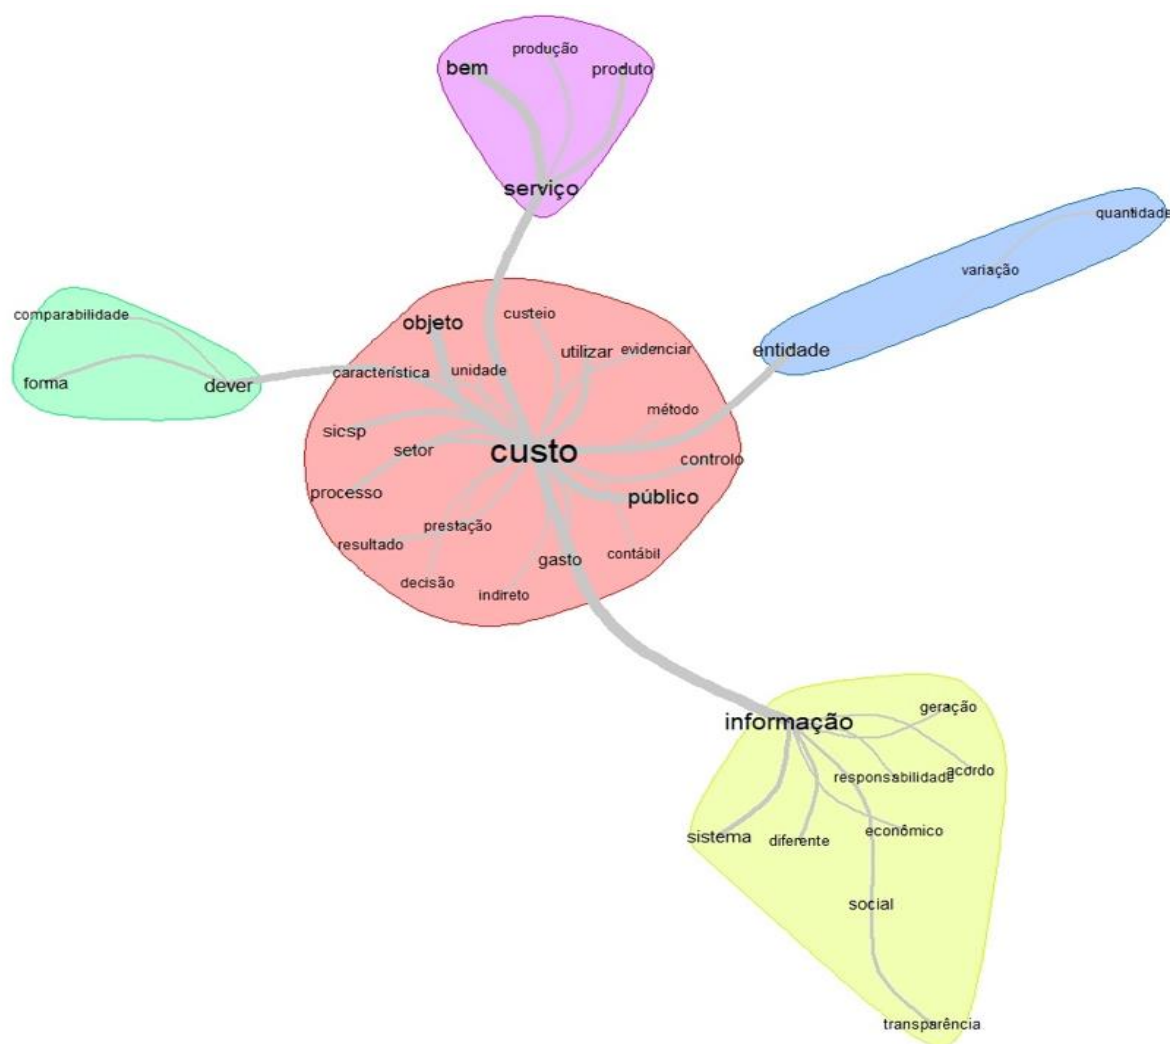 produção
bem
produto
serviço
quantidade
variação
comparabilidade
forma
dever
entidade
objeto
custeio
utilizar
evidenciar
característica
unidade
método
sicsp
setor
custo
controlo
processo
público
resultado
prestação
gasto
contábil
decisão
indireto
informação
geração
responsabilidade
acordo
sistema
diferente
econômico
social
transparência